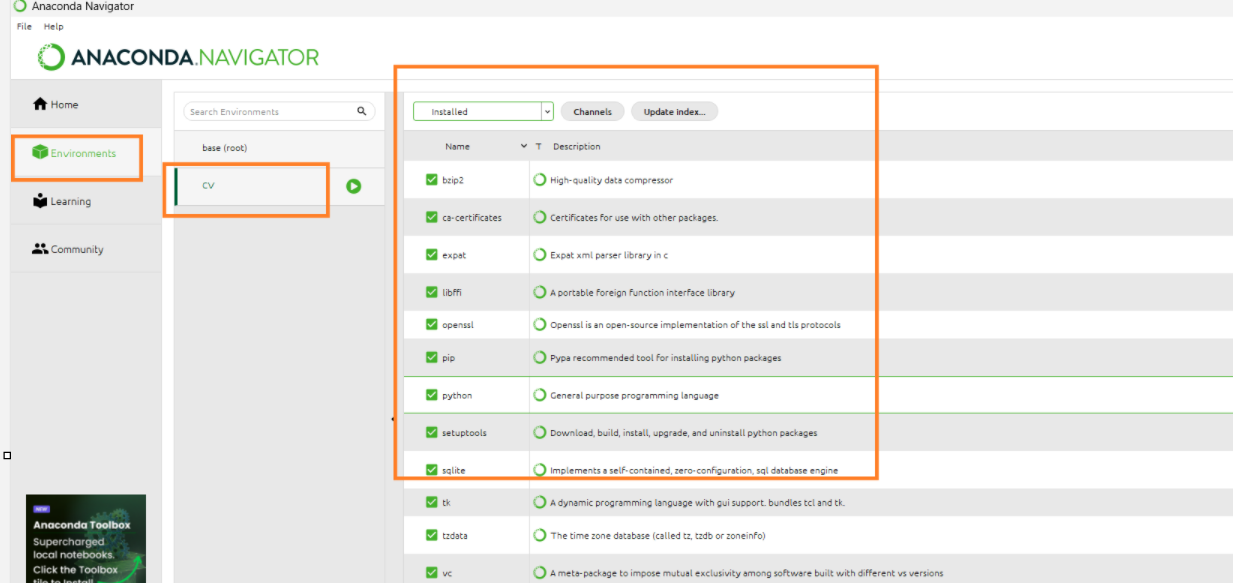 Anaconda Navigator
File Help
ANACONDA.NAVIGATOR
Home
Environments
Learning
Community
NEW
Anaconda Toolbox
Supercharged
local notebooks.
Click the Toolbox
tile to Install.
Search Environments
base (root)
CV
Installed Channels Update index...
Name T Description
bzip2 High-quality data compressor
ca-certificates Certificates for use with other packages.
expat Expat xml parser library in c
libffi A portable foreign function interface library
openssl Openssl is an open-source implementation of the ssl and tls protocols
pip Pypa recommended tool for installing python packages
python General purpose programming language
setuptools Download, build, install, upgrade, and uninstall python packages
sqlite Implements a self-contained, zero-configuration, sql database engine
tk A dynamic programming language with gui support. bundles tcl and tk.
tzdata The time zone database (called tz, tzdb or zoneinfo)
vc A meta-package to impose mutual exclusivity among software built with different vs versions